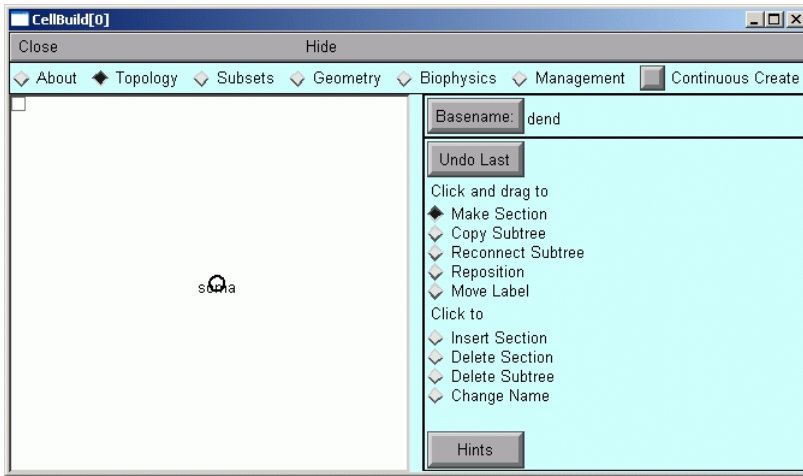 CellBuild[0]
Close Hide
About Topology Subsets Geometry Biophysics Management Continuous Create
Basename: dend
Undo Last
Click and drag to
Make Section
Copy Subtree
Reconnect Subtree
Reposition
Move Label
soma
Click to
Insert Section
Delete Section
Delete Subtree
Change Name
Hints